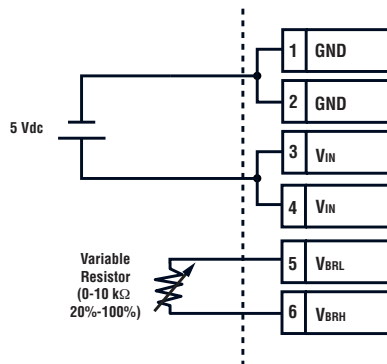 1 GND
2 GND
5 Vdc
3 VIN
4 VIN
Variable
Resistor
(0-10 kΩ
20%-100%)
5 VBRL
6 VBRH